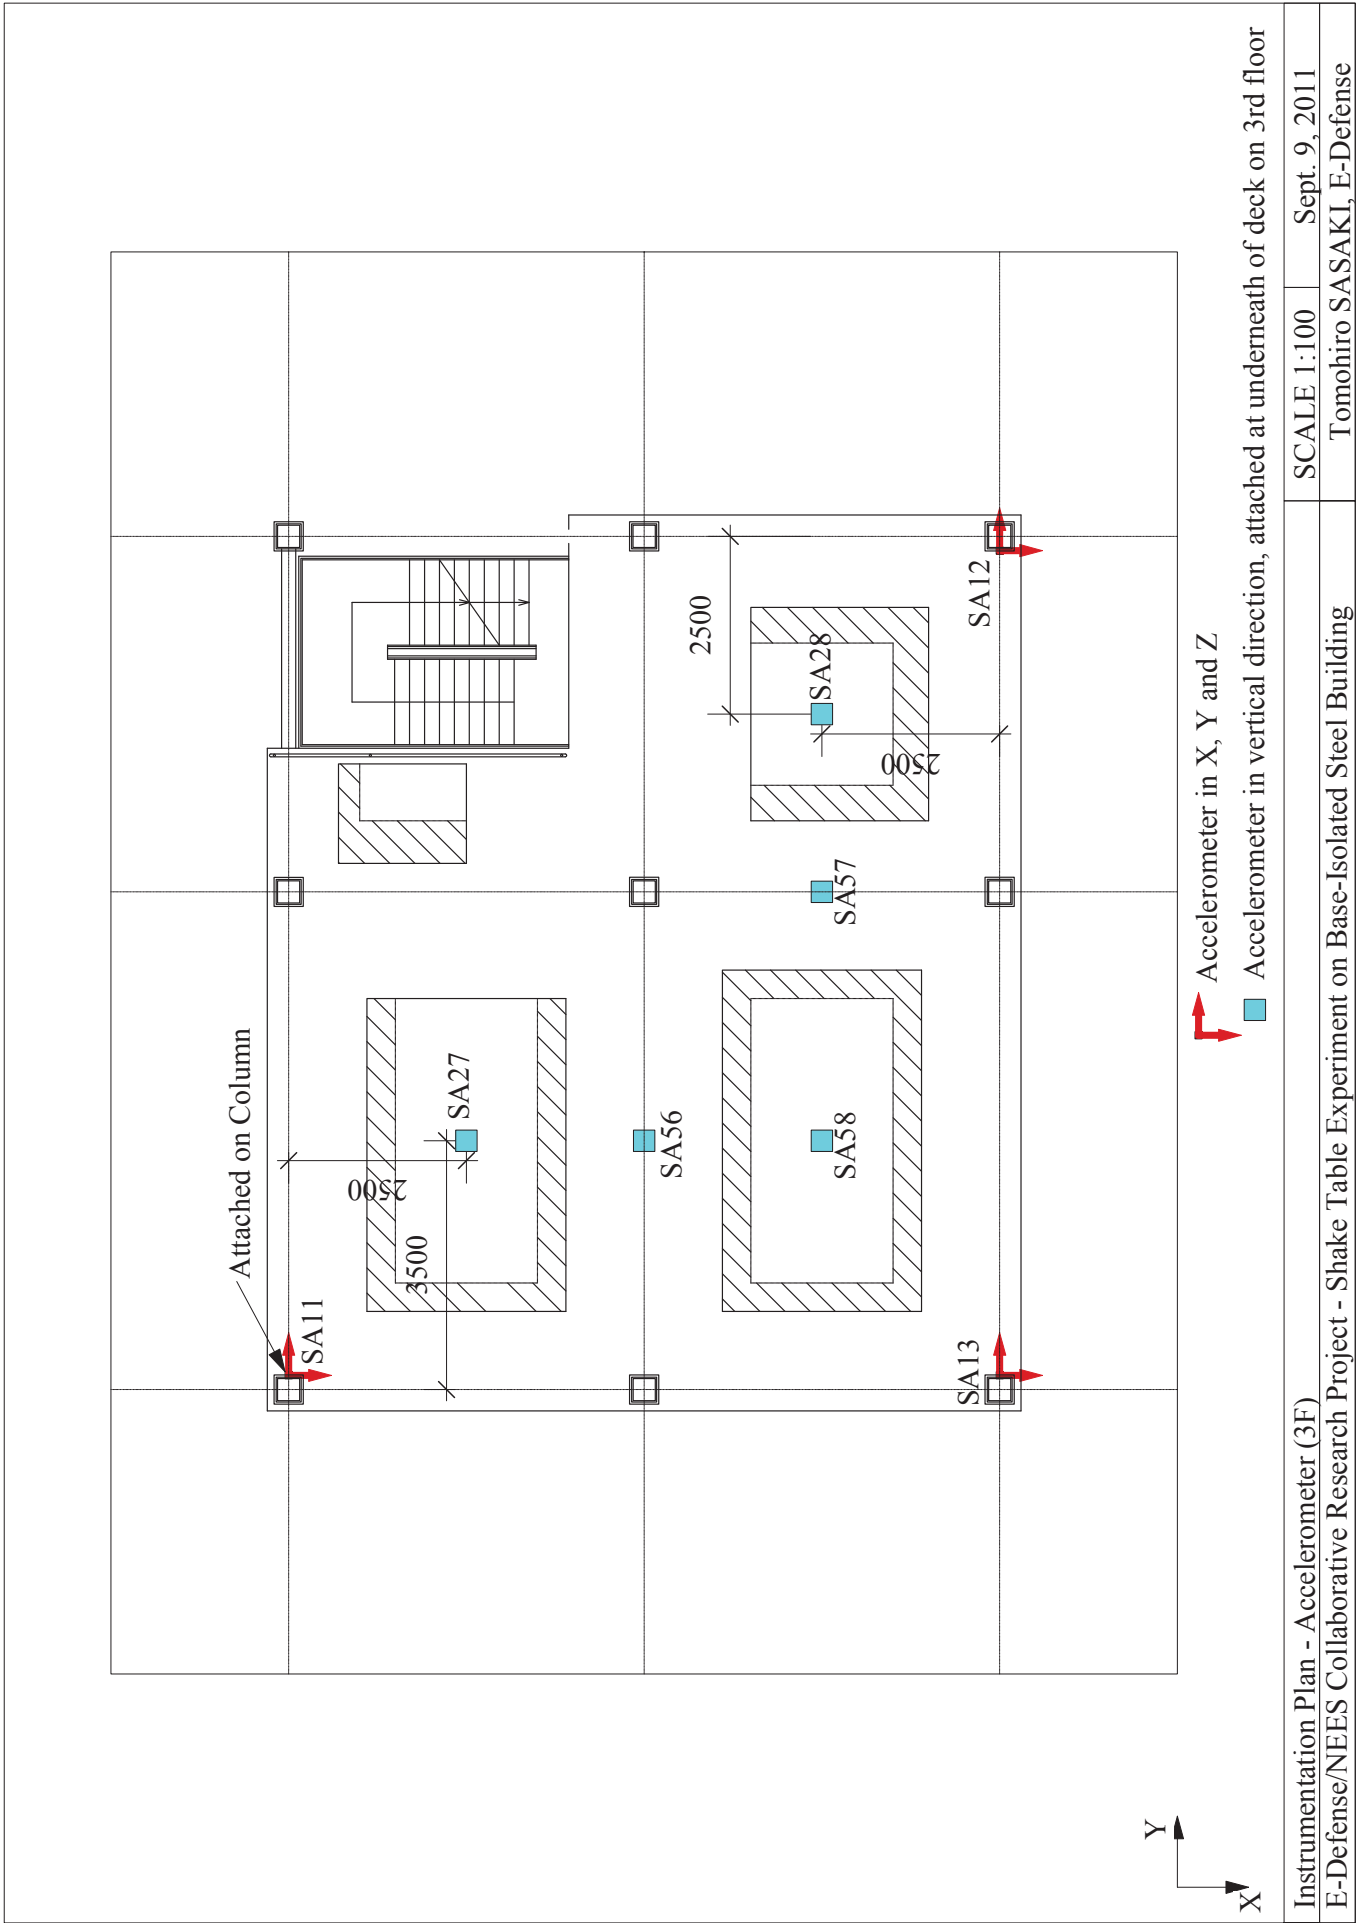 Attached on Column
SA11
2500
3500
SA27
SA56
SA58
SA13
SA57
2500
SA28
2500
SA12
Accelerometer in X, Y and Z
Accelerometer in vertical direction, attached at underneath of deck on 3rd floor
Y
X
Instrumentation Plan - Accelerometer (3F)
SCALE 1:100
Sept. 9, 2011
E-Defense/NEES Collaborative Research Project - Shake Table Experiment on Base-Isolated Steel Building
Tomohiro SASAKI, E-Defense